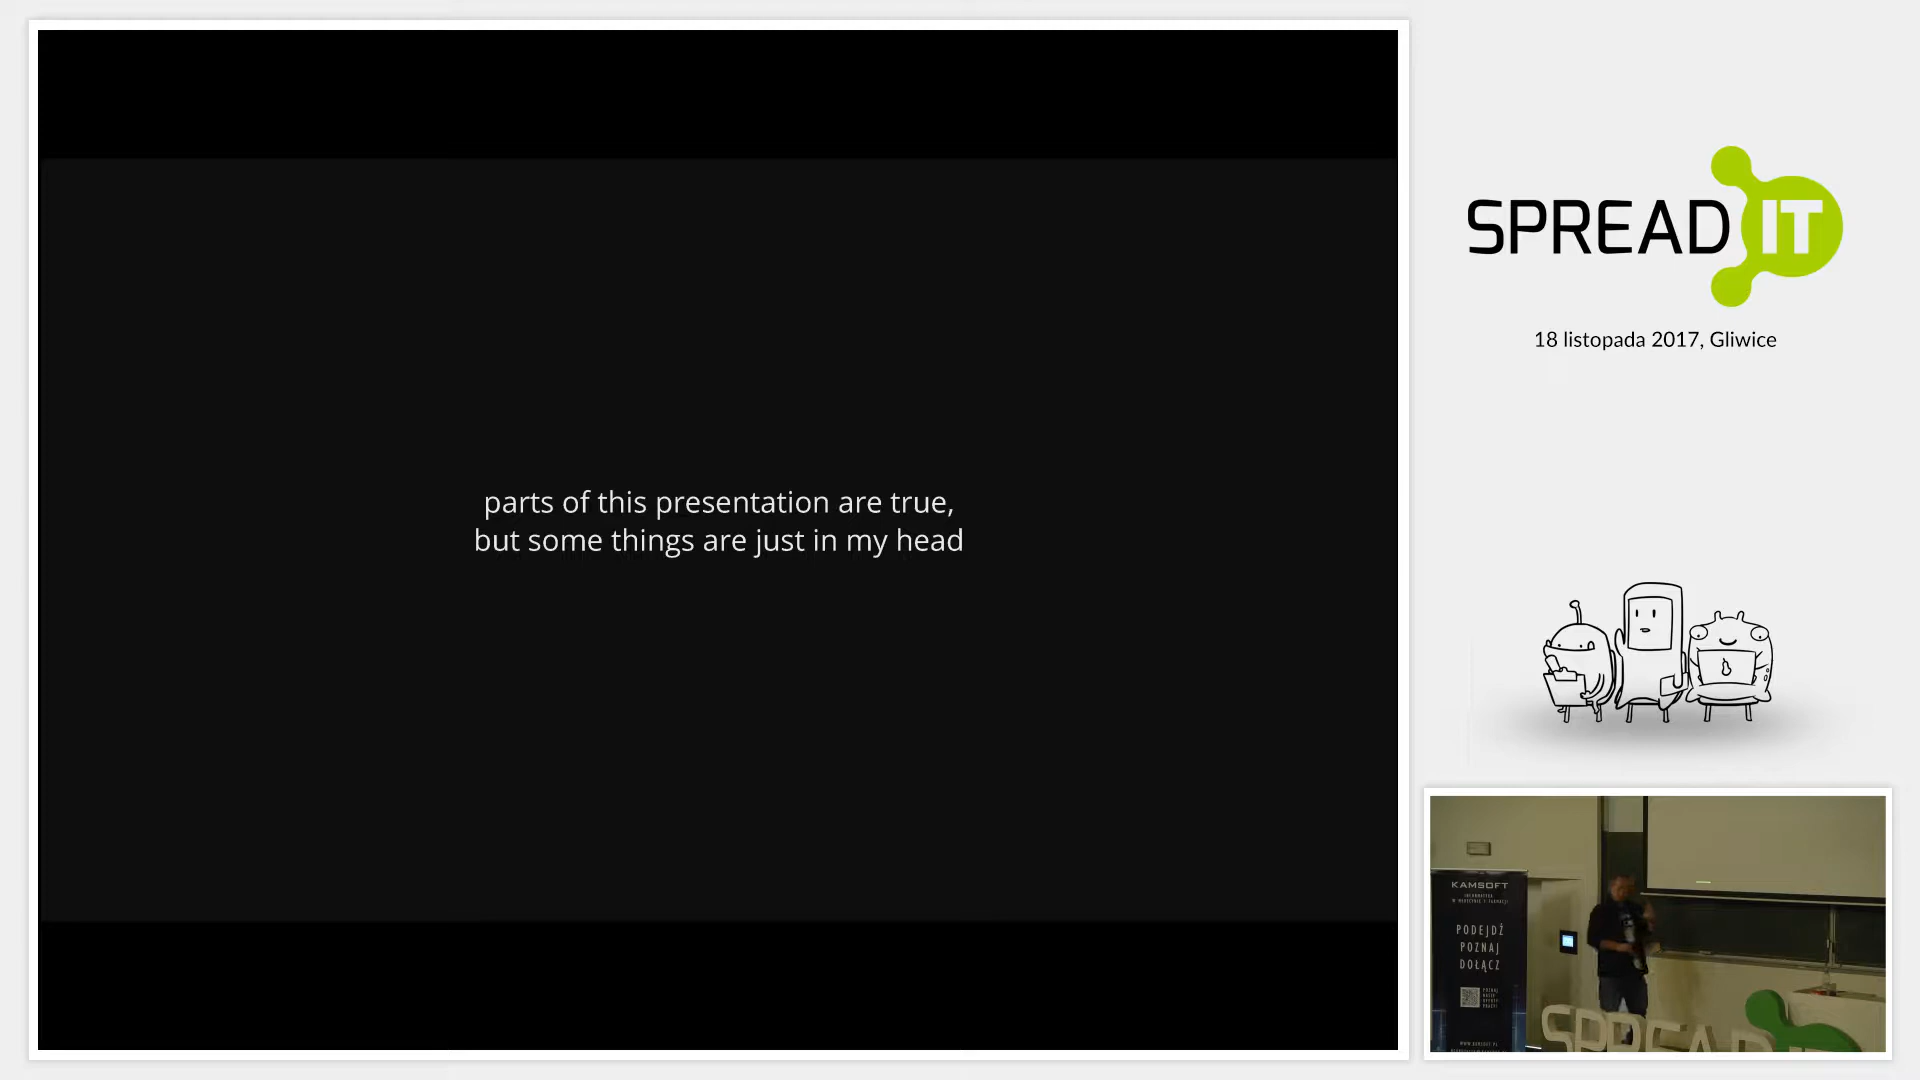 parts of this presentation are true,
but some things are just in my head
SPREAD IT
18 listopada 2017, Gliwice
KAMSOFT
PODEJDŹ
POZNAJ
DOŁĄCZ
SPREAD